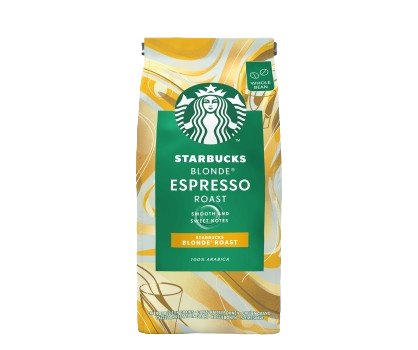 WHOLE
BEAN
STARBUCKS
BLONDE®
ESPRESSO
ROAST
SMOOTH AND
SWEET NOTES
STARBUCKS
BLONDE® ROAST
100% ARABICA